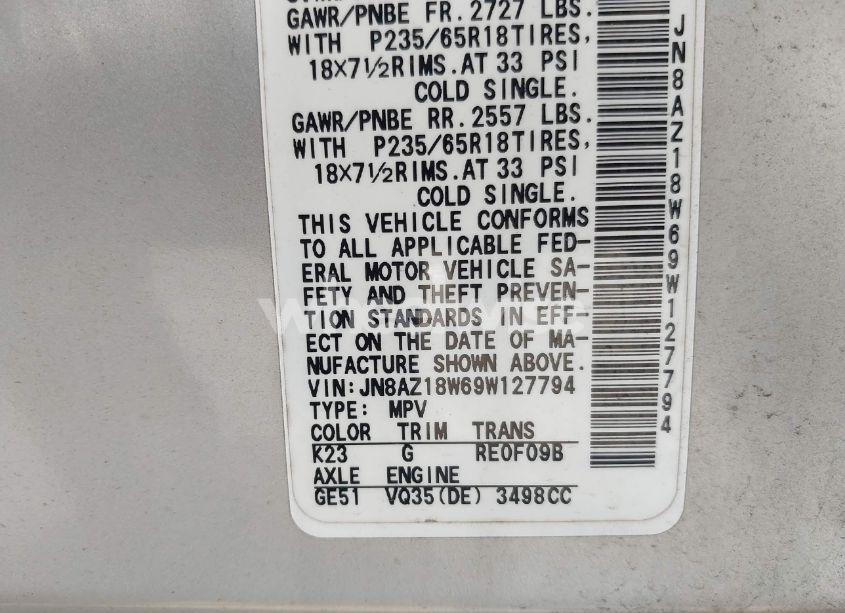 GAWR/PNBE FR.2727 LBS.
WITH P235/65R18TIRES,
18X7½RIMS.AT 33 PSI
COLD SINGLE.
GAWR/PNBE RR.2557 LBS.
WITH P235/65R18TIRES,
18X7½RIMS.AT 33 PSI
COLD SINGLE.
THIS VEHICLE CONFORMS
TO ALL APPLICABLE FED-
ERAL MOTOR VEHICLE SA-
FETY AND THEFT PREVEN-
TION STANDARDS IN EFF-
ECT ON THE DATE OF MA-
NUFACTURE SHOWN ABOVE.
VIN:JN8AZ18W69W127794
TYPE: MPV
COLOR TRIM TRANS
K23 G RE0F09B
AXLE ENGINE
GE51 VQ35(DE) 3498CC
JN8AZ18W69W127794